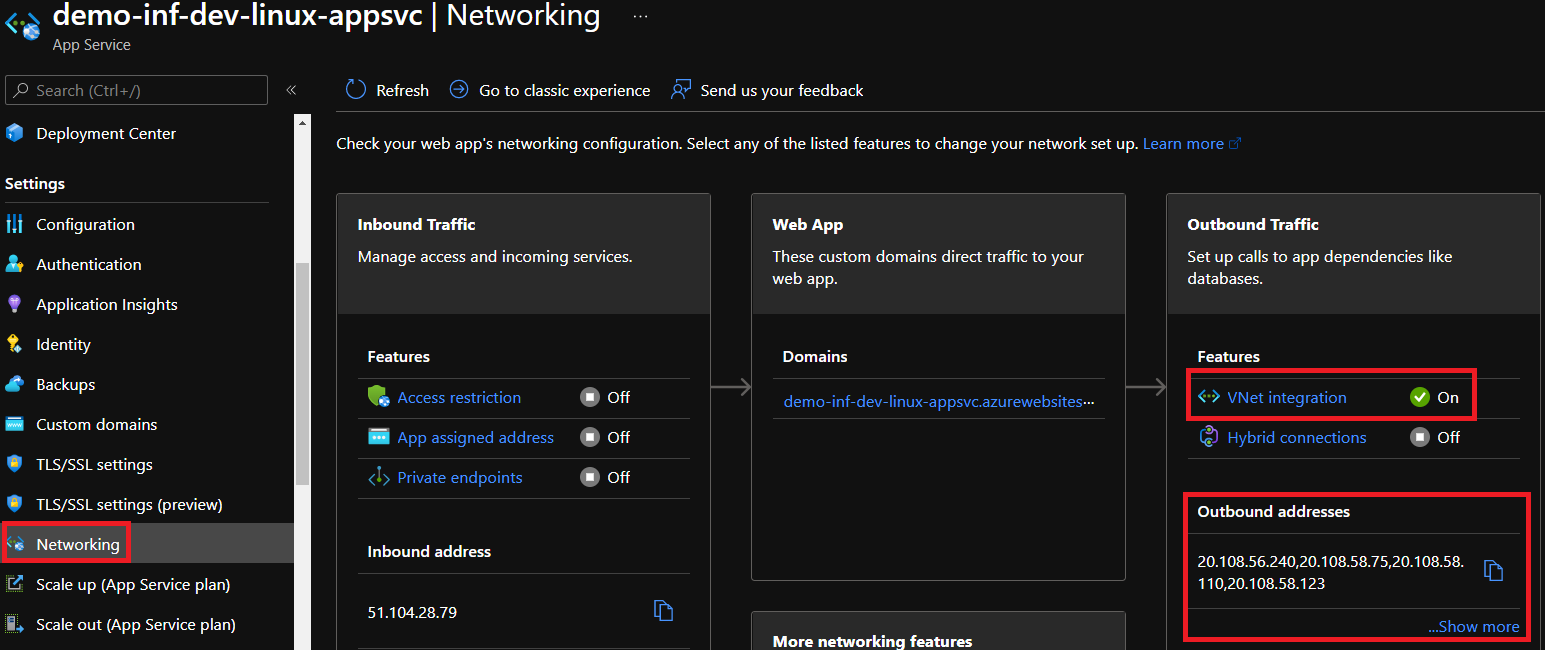 demo-inf-dev-linux-appsvc | Networking ...
App Service
Search (Ctrl+/)
«
Deployment Center
Settings
Configuration
Authentication
Application Insights
Identity
Backups
Custom domains
TLS/SSL settings
TLS/SSL settings (preview)
Networking
Scale up (App Service plan)
Scale out (App Service plan)
Refresh
Go to classic experience
Send us your feedback
Check your web app's networking configuration. Select any of the listed features to change your network set up. Learn more
Inbound Traffic
Manage access and incoming services.
Features
Access restriction Off
App assigned address Off
Private endpoints Off
Inbound address
51.104.28.79
Web App
These custom domains direct traffic to your
web app.
Domains
demo-inf-dev-linux-appsvc.azurewebsites...
More networking features
Outbound Traffic
Set up calls to app dependencies like
databases.
Features
VNet integration On
Hybrid connections Off
Outbound addresses
20.108.56.240,20.108.58.75,20.108.58.
110,20.108.58.123
...Show more